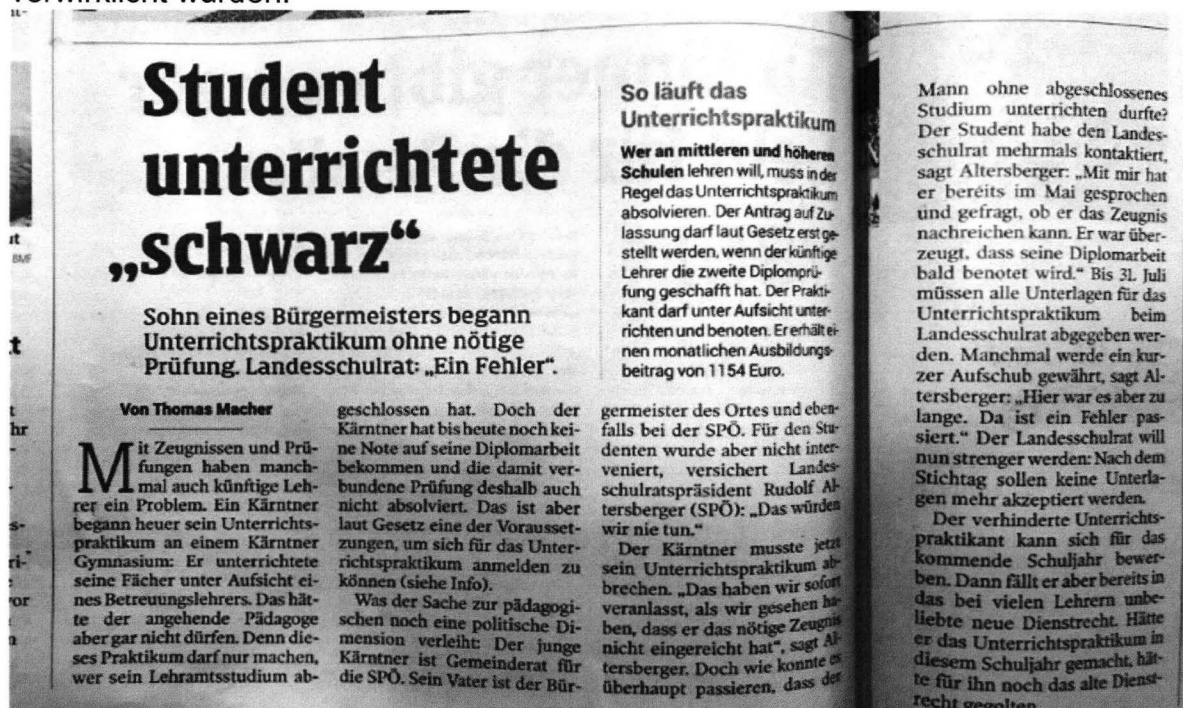 verwirklicht wurden.
Student
unterrichtete
„schwarz“
Sohn eines Bürgermeisters begann
Unterrichtspraktikum ohne nötige
Prüfung. Landesschulrat: „Ein Fehler“.
Von Thomas Macher
Mit Zeugnissen und Prü-
fungen haben manch-
mal auch künftige Leh-
rer ein Problem. Ein Kärntner
begann heuer sein Unterrichts-
praktikum an einem Kärntner
Gymnasium: Er unterrichtete
seine Fächer unter Aufsicht ei-
nes Betreuungslehrers. Das hät-
te der angehende Pädagoge
aber gar nicht dürfen. Denn die-
ses Praktikum darf nur machen,
wer sein Lehramtsstudium ab-
geschlossen hat. Doch der
Kärntner hat bis heute noch kei-
ne Note auf seine Diplomarbeit
bekommen und die damit ver-
bundene Prüfung deshalb auch
nicht absolviert. Das ist aber
laut Gesetz eine der Vorausset-
zungen, um sich für das Unter-
richtspraktikum anmelden zu
können (siehe Info).
Was der Sache zur pädagogi-
schen noch eine politische Di-
mension verleiht: Der junge
Kärntner ist Gemeinderat für
die SPÖ. Sein Vater ist der Bür-
germeister des Ortes und eben-
falls bei der SPÖ. Für den Stu-
denten wurde aber nicht inter-
veniert, versichert Landes-
schulratspräsident Rudolf Al-
tersberger (SPÖ): „Das würden
wir nie tun.“
Der Kärntner musste jetzt
sein Unterrichtspraktikum ab-
brechen. „Das haben wir sofort
veranlasst, als wir gesehen ha-
ben, dass er das nötige Zeugnis
nicht eingereicht hat“, sagt Al-
tersberger. Doch wie konnte es
überhaupt passieren, dass der
So läuft das
Unterrichtspraktikum
Wer an mittleren und höheren
Schulen lehren will, muss in der
Regel das Unterrichtspraktikum
absolvieren. Der Antrag auf Zu-
lassung darf laut Gesetz erst ge-
stellt werden, wenn der künftige
Lehrer die zweite Diplomprü-
fung geschafft hat. Der Prakti-
kant darf unter Aufsicht unter-
richten und benoten. Er erhält ei-
nen monatlichen Ausbildungs-
beitrag von 1154 Euro.
Mann ohne abgeschlossenes
Studium unterrichten durfte?
Der Student habe den Landes-
schulrat mehrmals kontaktiert,
sagt Altersberger: „Mit mir hat
er bereits im Mai gesprochen
und gefragt, ob er das Zeugnis
nachreichen kann. Er war über-
zeugt, dass seine Diplomarbeit
bald benotet wird.“ Bis 31. Juli
müssen alle Unterlagen für das
Unterrichtspraktikum beim
Landesschulrat abgegeben wer-
den. Manchmal werde ein kur-
zer Aufschub gewährt, sagt Al-
tersberger: „Hier war es aber zu
lange. Da ist ein Fehler pas-
siert.“ Der Landesschulrat will
nun strenger werden: Nach dem
Stichtag sollen keine Unterla-
gen mehr akzeptiert werden.
Der verhinderte Unterrichts-
praktikant kann sich für das
kommende Schuljahr bewer-
ben. Dann fällt er aber bereits in
das bei vielen Lehrern unbe-
liebte neue Dienstrecht. Hätte
er das Unterrichtspraktikum in
diesem Schuljahr gemacht, hät-
te für ihn noch das alte Dienst-
recht gegolten